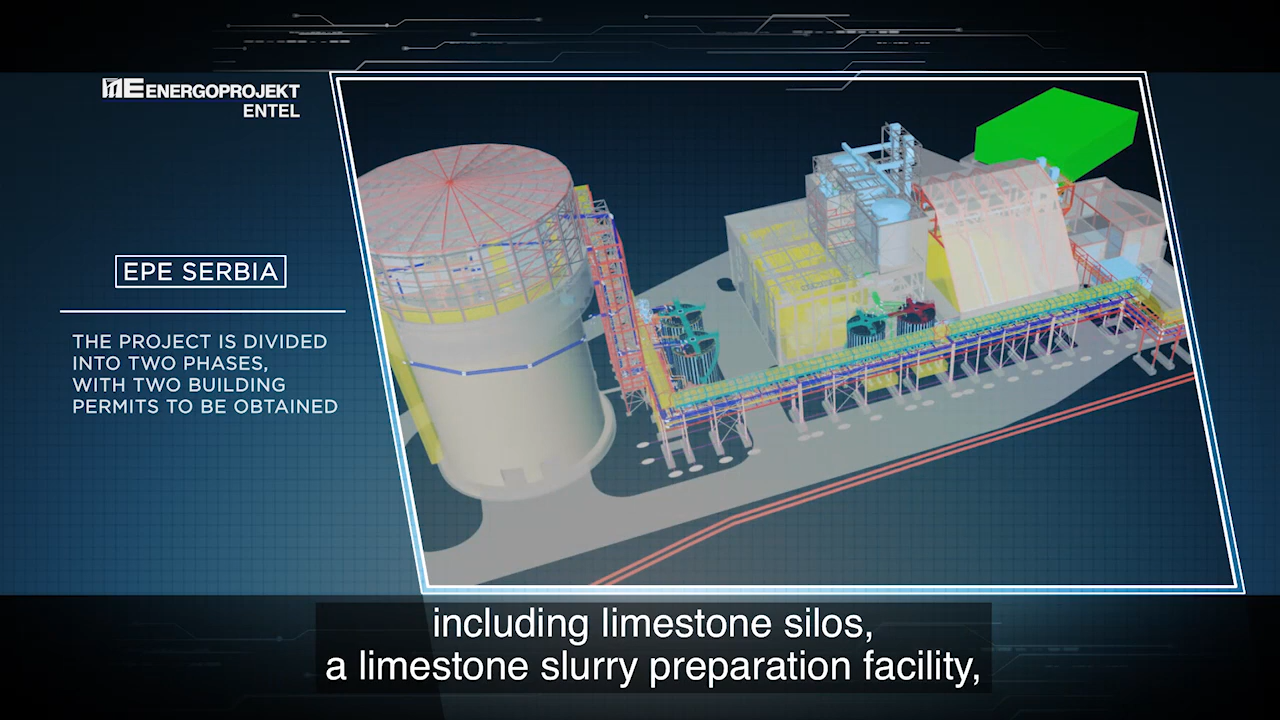 ENERGOPROJEKT
ENTEL
EPE SERBIA
THE PROJECT IS DIVIDED
INTO TWO PHASES,
WITH TWO BUILDING
PERMITS TO BE OBTAINED
including limestone silos,
a limestone slurry preparation facility,